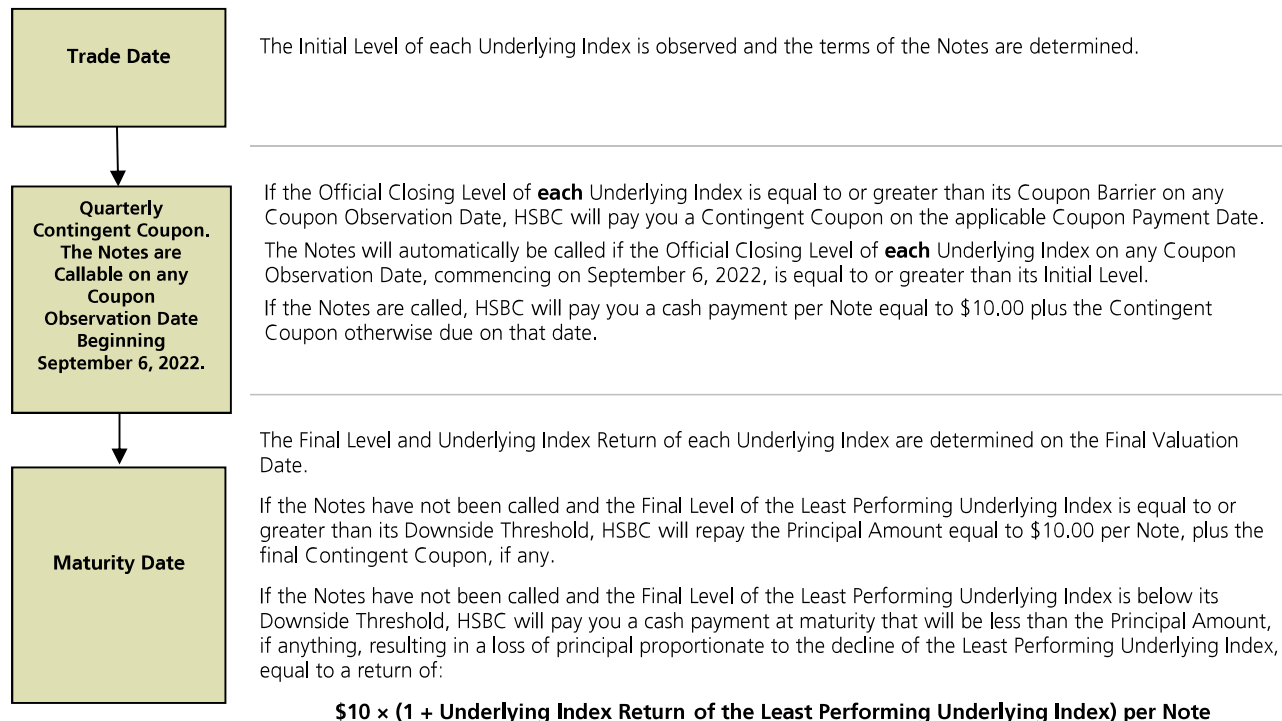 Trade Date
The Initial Level of each Underlying Index is observed and the terms of the Notes are determined.
Quarterly
Contingent Coupon.
The Notes are
Callable on any
Coupon
Observation Date
Beginning
September 6, 2022.
If the Official Closing Level of each Underlying Index is equal to or greater than its Coupon Barrier on any
Coupon Observation Date, HSBC will pay you a Contingent Coupon on the applicable Coupon Payment Date.
The Notes will automatically be called if the Official Closing Level of each Underlying Index on any Coupon
Observation Date, commencing on September 6, 2022, is equal to or greater than its Initial Level.
If the Notes are called, HSBC will pay you a cash payment per Note equal to $10.00 plus the Contingent
Coupon otherwise due on that date.
Maturity Date
The Final Level and Underlying Index Return of each Underlying Index are determined on the Final Valuation
Date.
If the Notes have not been called and the Final Level of the Least Performing Underlying Index is equal to or
greater than its Downside Threshold, HSBC will repay the Principal Amount equal to $10.00 per Note, plus the
final Contingent Coupon, if any.
If the Notes have not been called and the Final Level of the Least Performing Underlying Index is below its
Downside Threshold, HSBC will pay you a cash payment at maturity that will be less than the Principal Amount,
if anything, resulting in a loss of principal proportionate to the decline of the Least Performing Underlying Index,
equal to a return of:
$10 × (1 + Underlying Index Return of the Least Performing Underlying Index) per Note